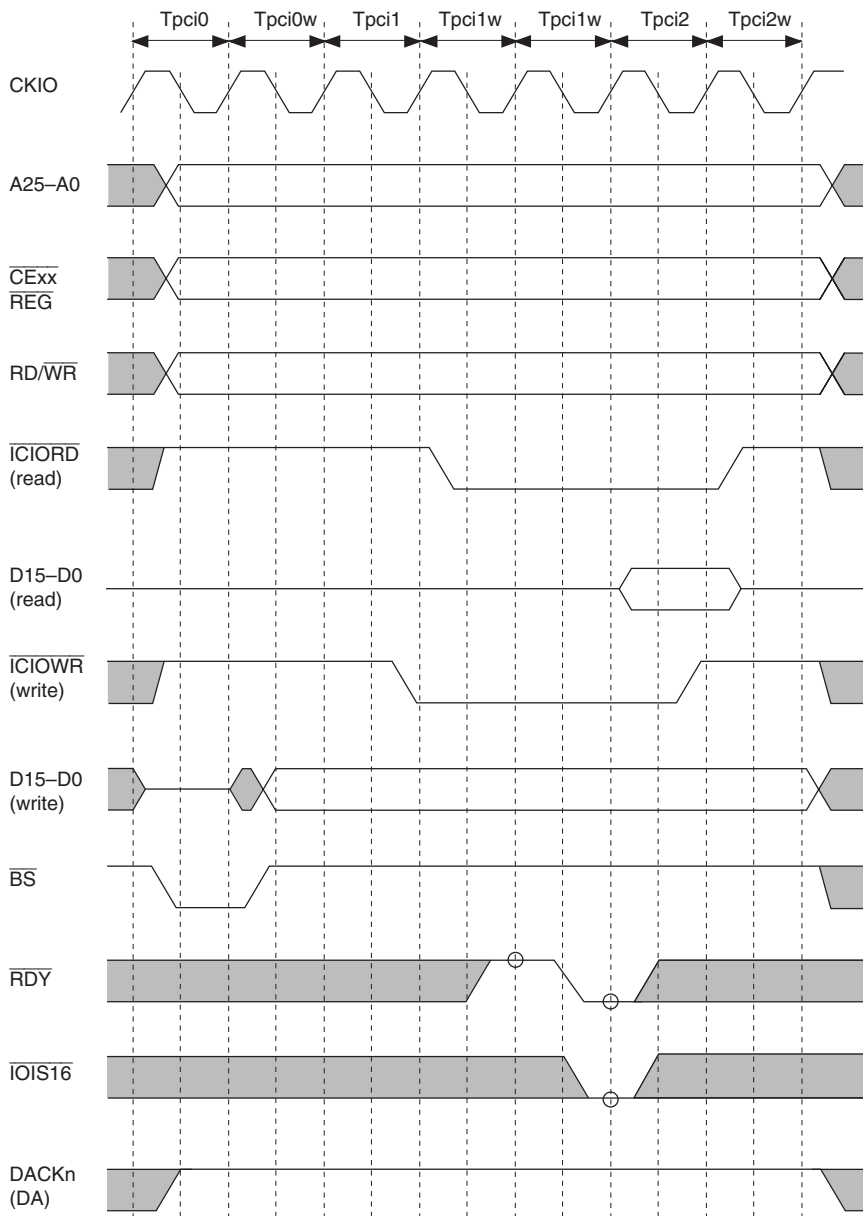 Tpci0 Tpci0w Tpci1 Tpci1w Tpci1w Tpci2 Tpci2w
CKIO
A25–A0
CExx
REG
RD/WR
ICIORD
(read)
D15–D0
(read)
ICIOWR
(write)
D15–D0
(write)
BS
RDY
IOIS16
DACKn
(DA)